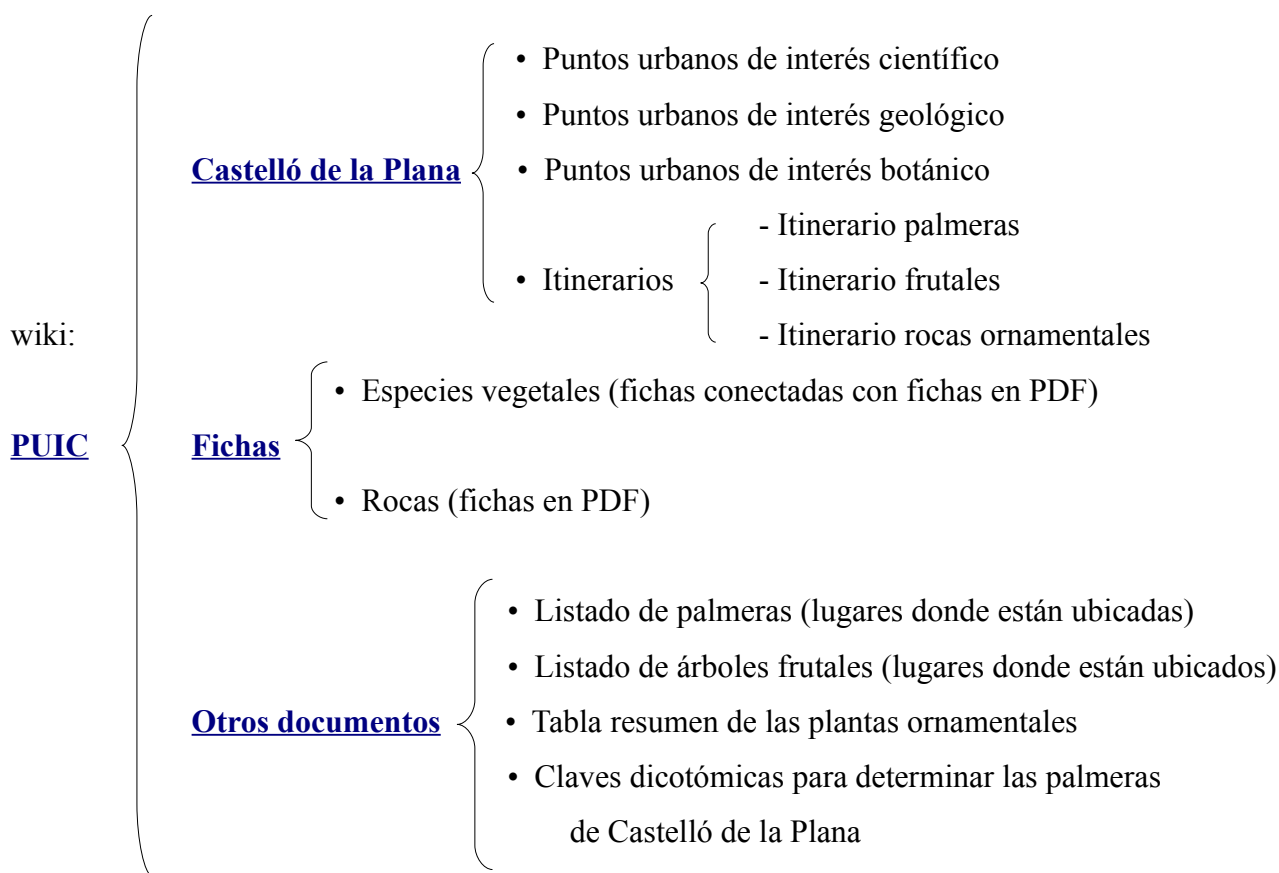 wiki:
PUIC
Castelló de la Plana
• Puntos urbanos de interés científico
• Puntos urbanos de interés geológico
• Puntos urbanos de interés botánico
• Itinerarios
- Itinerario palmeras
- Itinerario frutales
- Itinerario rocas ornamentales
Fichas
• Especies vegetales (fichas conectadas con fichas en PDF)
• Rocas (fichas en PDF)
Otros documentos
• Listado de palmeras (lugares donde están ubicadas)
• Listado de árboles frutales (lugares donde están ubicados)
• Tabla resumen de las plantas ornamentales
• Claves dicotómicas para determinar las palmeras
de Castelló de la Plana